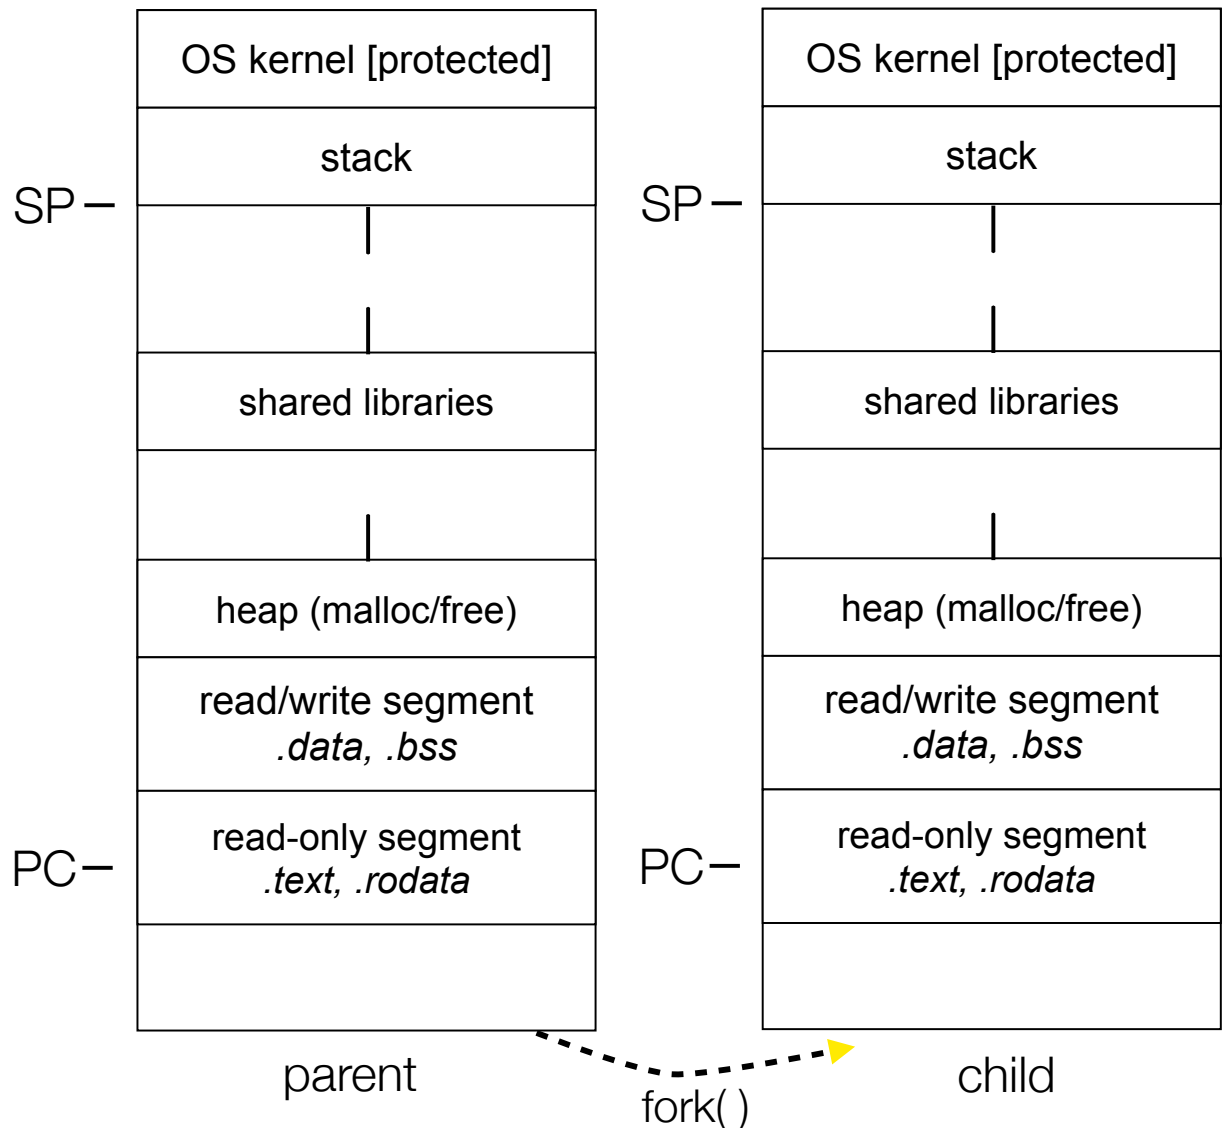 OS kernel [protected]
stack
SP
shared libraries
heap (malloc/free)
read/write segment
.data, .bss
read-only segment
.text, .rodata
PC
parent
OS kernel [protected]
stack
SP
shared libraries
heap (malloc/free)
read/write segment
.data, .bss
read-only segment
.text, .rodata
PC
child
fork( )